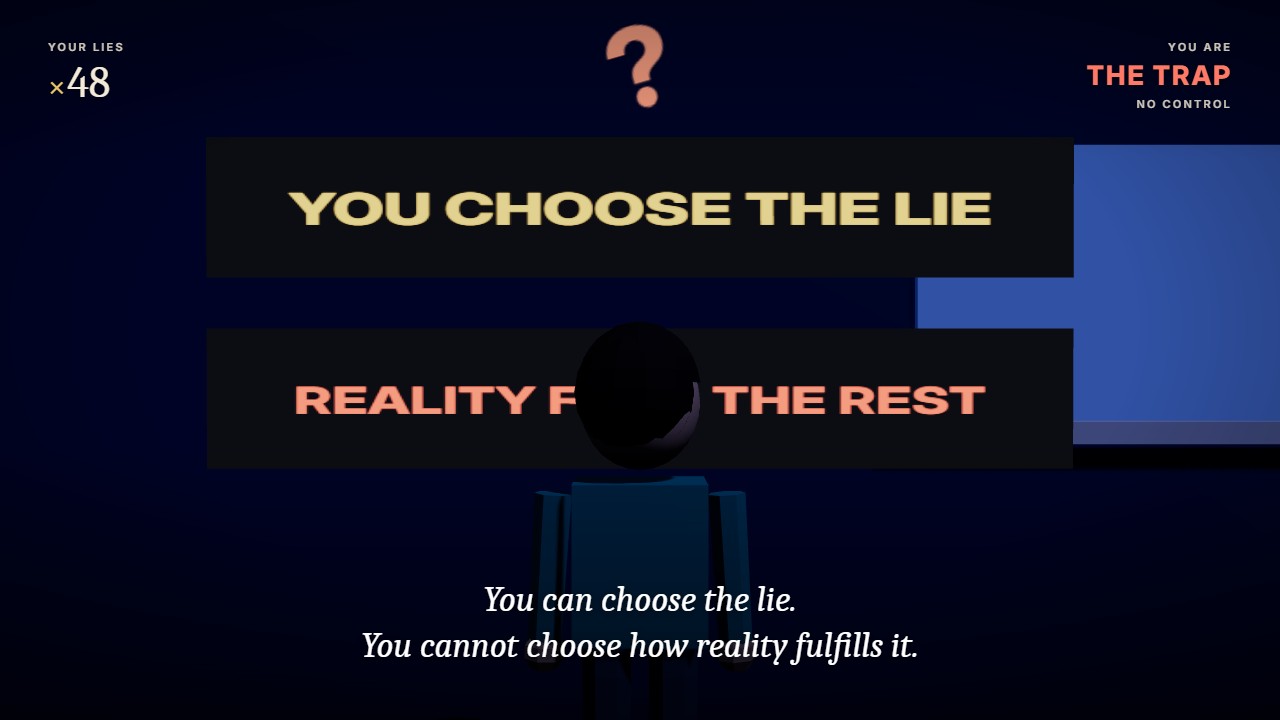 YOUR LIES
×48
?
YOU ARE
THE TRAP
NO CONTROL
YOU CHOOSE THE LIE
REALITY F THE REST
You can choose the lie.
You cannot choose how reality fulfills it.